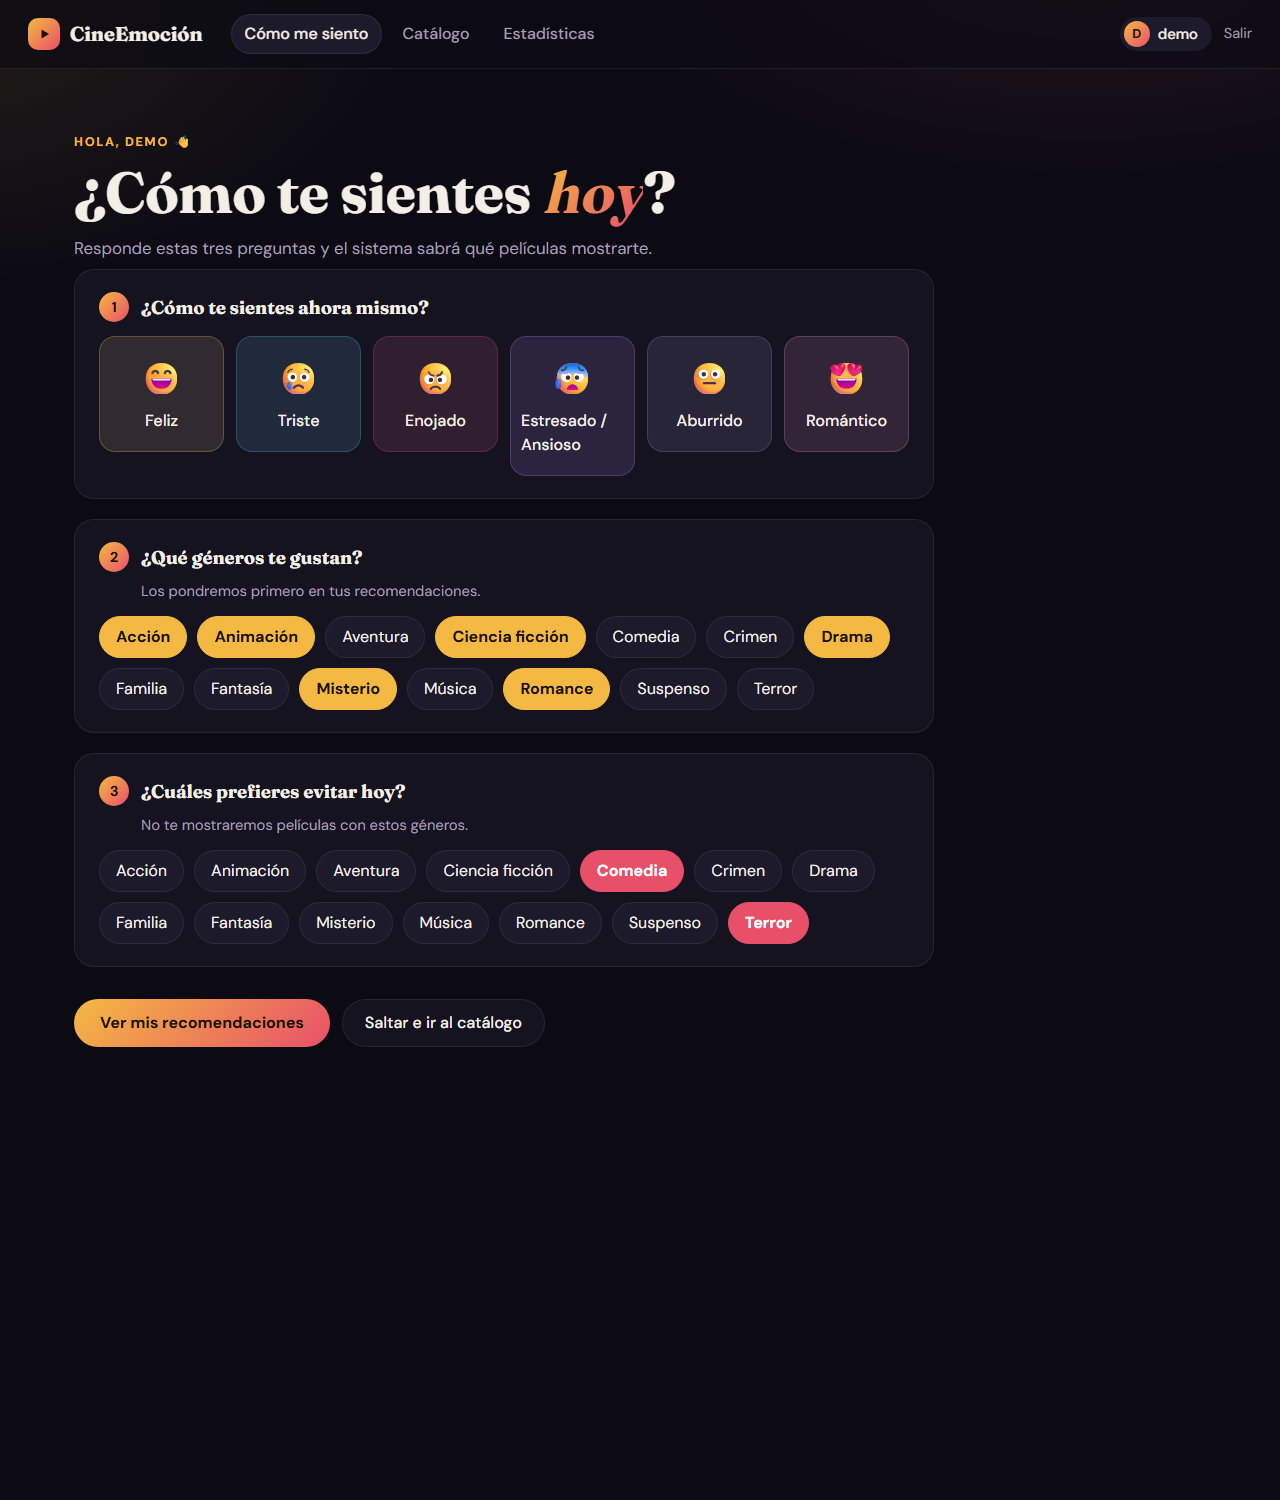 CineEmoción
Cómo me siento
Catálogo
Estadísticas
D
demo
Salir
HOLA, DEMO 👋
¿Cómo te sientes hoy?
Responde estas tres preguntas y el sistema sabrá qué películas mostrarte.
1
¿Cómo te sientes ahora mismo?
Feliz
Triste
Enojado
Estresado /
Ansioso
Aburrido
Romántico
2
¿Qué géneros te gustan?
Los pondremos primero en tus recomendaciones.
Acción
Animación
Aventura
Ciencia ficción
Comedia
Crimen
Drama
Familia
Fantasía
Misterio
Música
Romance
Suspenso
Terror
3
¿Cuáles prefieres evitar hoy?
No te mostraremos películas con estos géneros.
Acción
Animación
Aventura
Ciencia ficción
Comedia
Crimen
Drama
Familia
Fantasía
Misterio
Música
Romance
Suspenso
Terror
Ver mis recomendaciones
Saltar e ir al catálogo